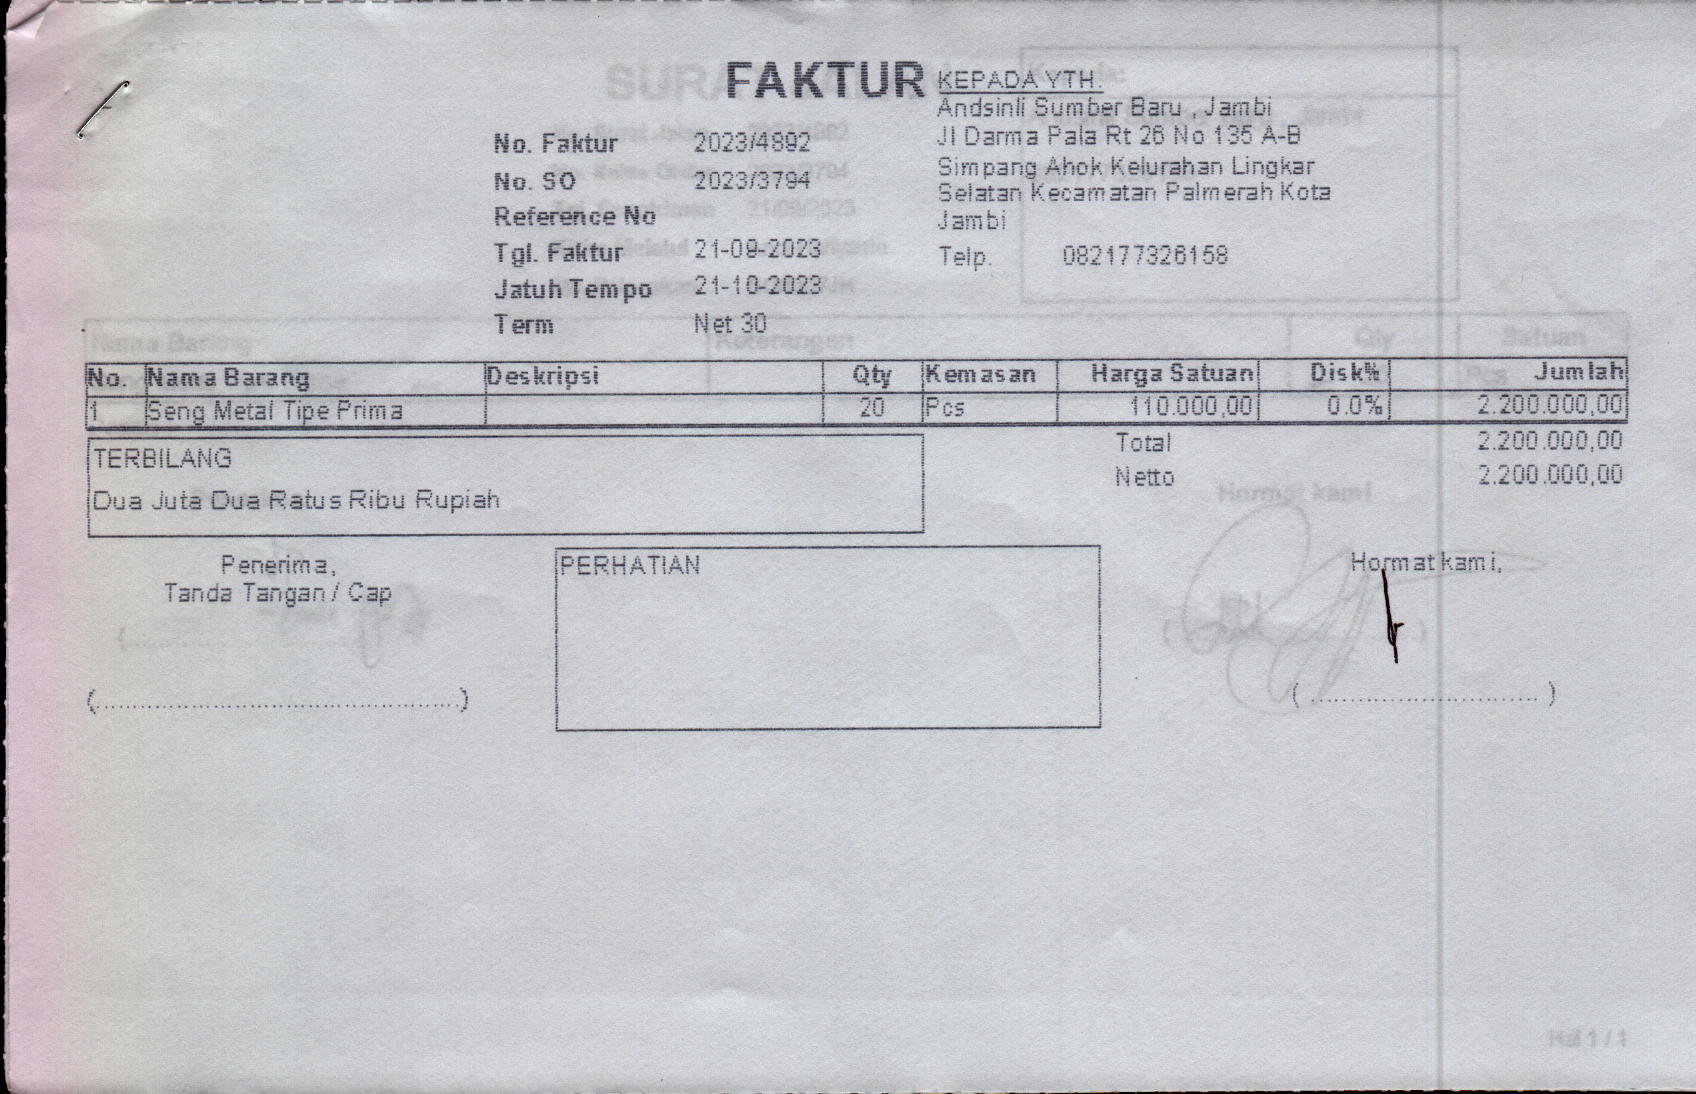 FAKTUR
KEPADA YTH.
Andsinli Sumber Baru , Jambi
Jl Darma Pala Rt 26 No 135 A-B
Simpang Ahok Kelurahan Lingkar
Selatan Kecamatan Palmerah Kota
Jambi
Telp. 082177326158
No. Faktur 2023/4892
No. SO 2023/3794
Reference No
Tgl. Faktur 21-09-2023
Jatuh Tempo 21-10-2023
Term Net 30
No. Nama Barang Deskripsi Qty Kemasan Harga Satuan Disk% Jumlah
1 Seng Metal Tipe Prima 20 Pcs 110.000,00 0.0% 2.200.000,00
Total 2.200.000,00
Netto 2.200.000,00
TERBILANG
Dua Juta Dua Ratus Ribu Rupiah
Penerima,
Tanda Tangan / Cap
(................................................)
PERHATIAN
Hormat kami,
( .............................. )